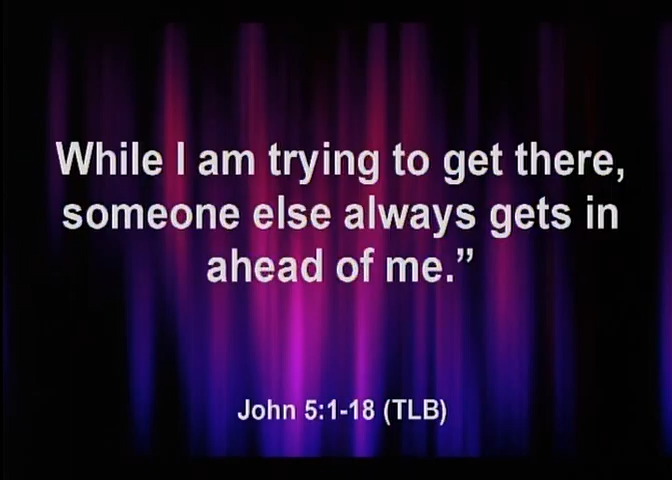 While I am trying to get there,
someone else always gets in
ahead of me.”
John 5:1-18 (TLB)